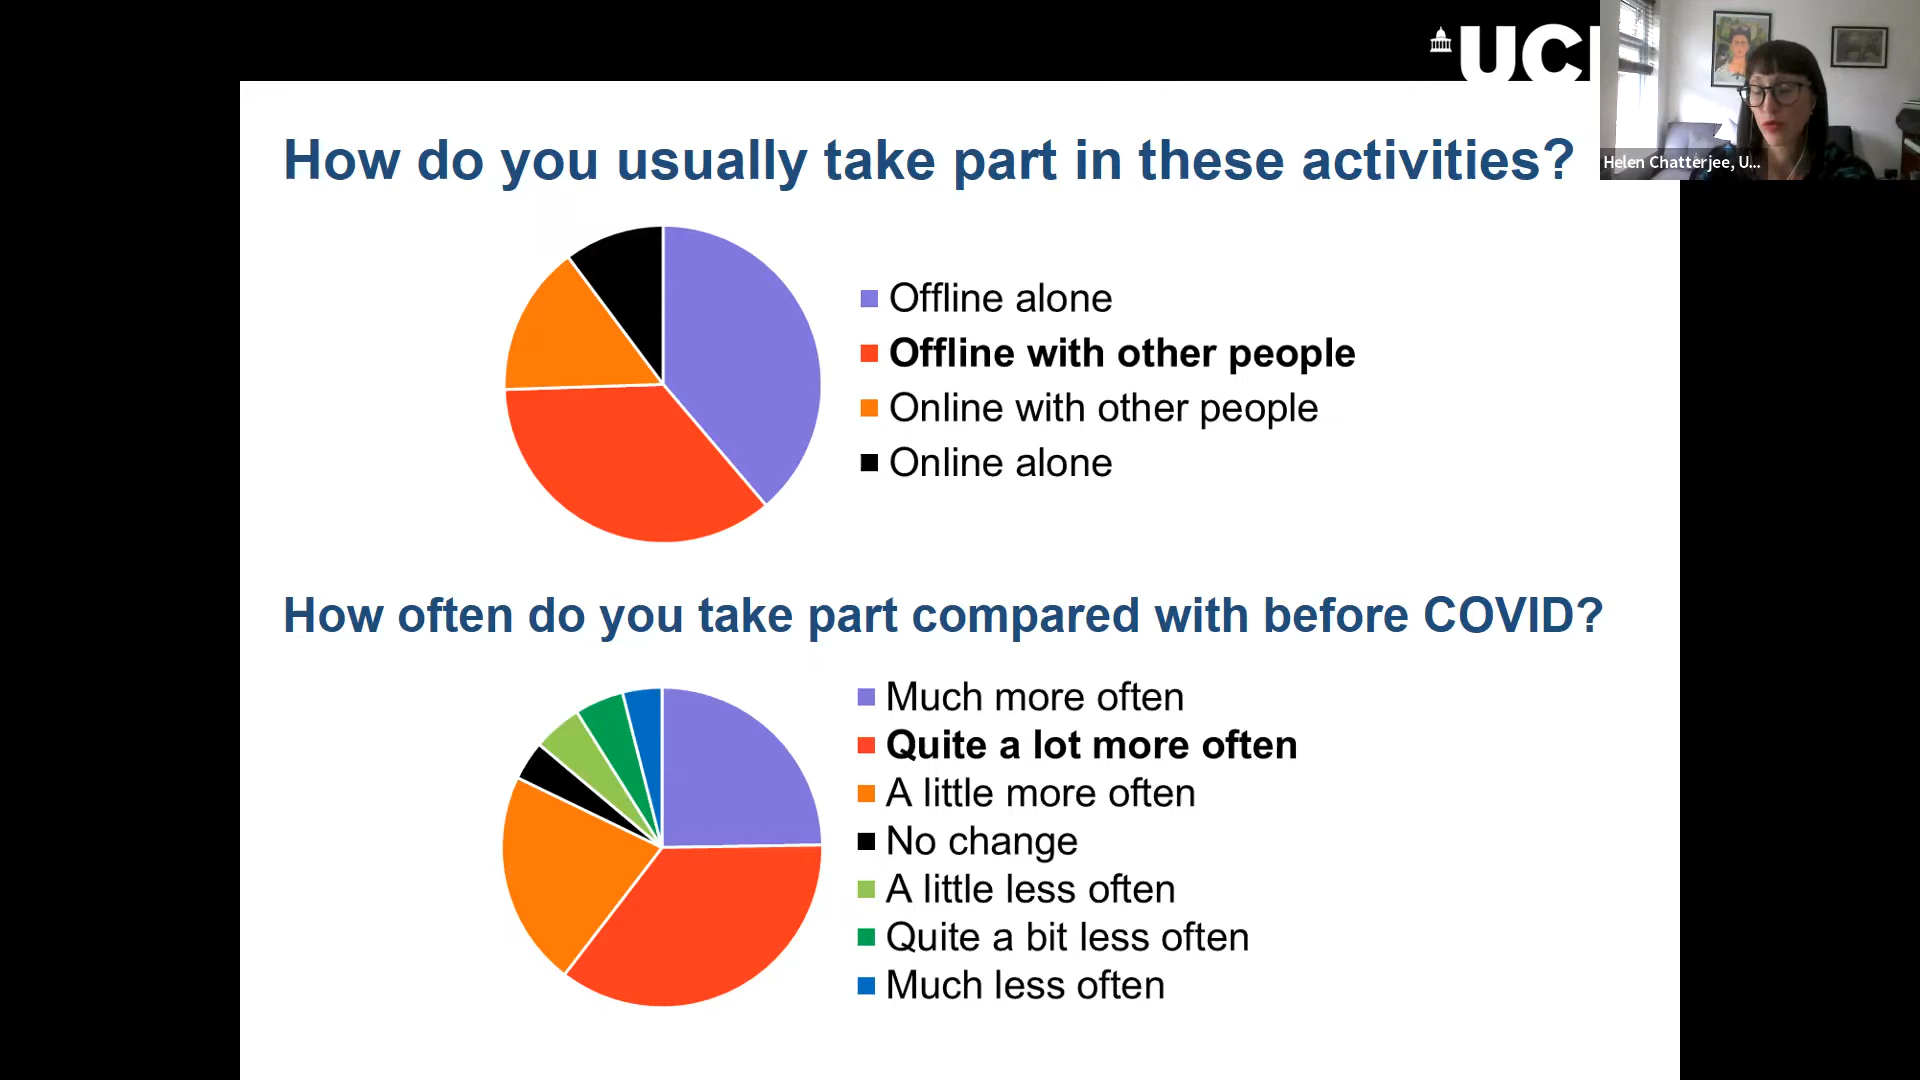 UC
Helen Chatterjee, U...
How do you usually take part in these activities?
Offline alone
Offline with other people
Online with other people
Online alone
How often do you take part compared with before COVID?
Much more often
Quite a lot more often
A little more often
No change
A little less often
Quite a bit less often
Much less often